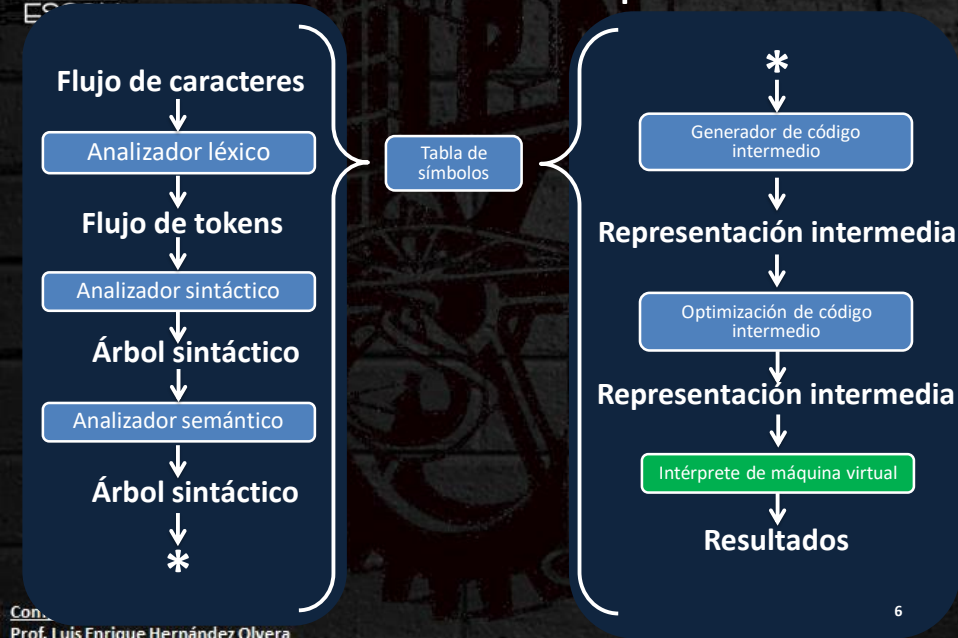 Flujo de caracteres
Analizador léxico
Flujo de tokens
Analizador sintáctico
Árbol sintáctico
Analizador semántico
Árbol sintáctico
*
Tabla de
símbolos
*
Generador de código
intermedio
Representación intermedia
Optimización de código
intermedio
Representación intermedia
Intérprete de máquina virtual
Resultados
6
Prof. Luis Enrique Hernández Olvera